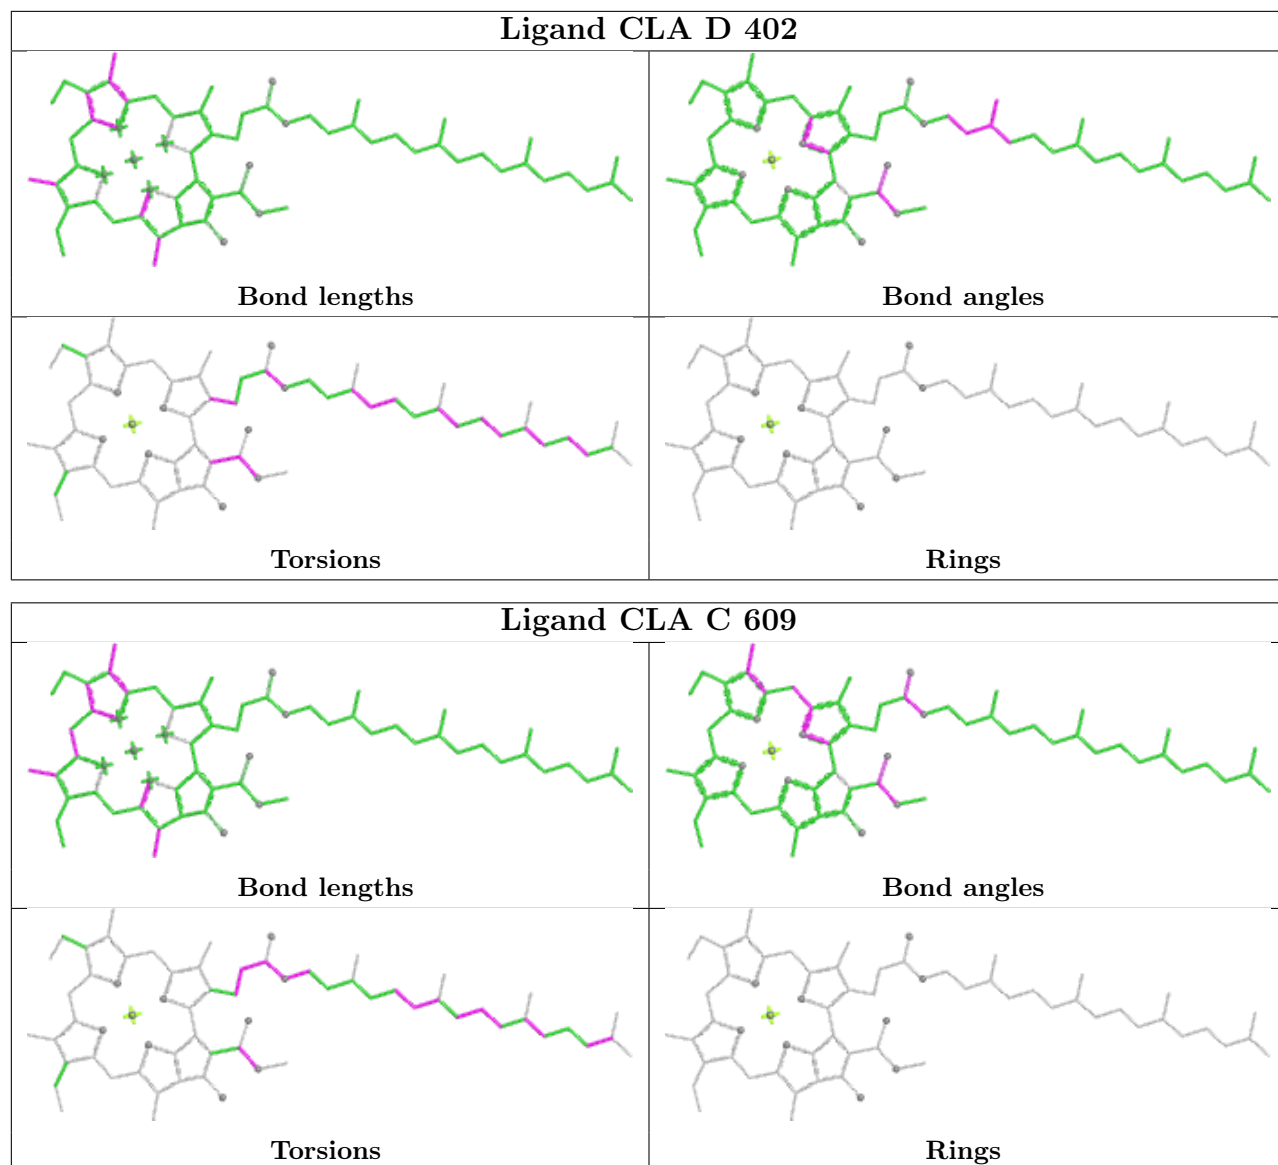 Ligand CLA D 402
Bond lengths
Bond angles
Torsions
Rings
Ligand CLA C 609
Bond lengths
Bond angles
Torsions
Rings